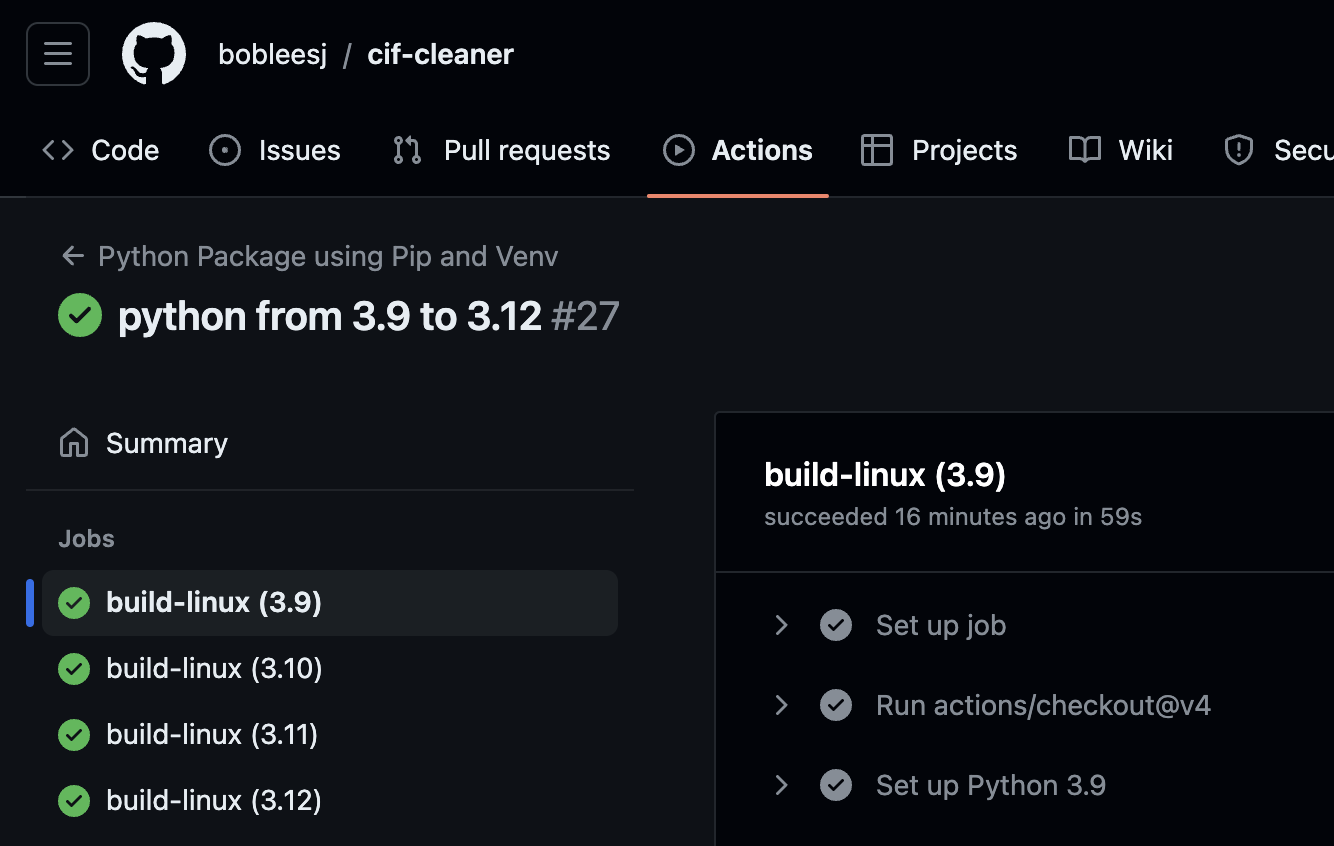 bobleesj / cif-cleaner
Code Issues Pull requests Actions Projects Wiki Secu
← Python Package using Pip and Venv
python from 3.9 to 3.12 #27
Summary
Jobs
build-linux (3.9)
build-linux (3.10)
build-linux (3.11)
build-linux (3.12)
build-linux (3.9)
succeeded 16 minutes ago in 59s
Set up job
Run actions/checkout@v4
Set up Python 3.9